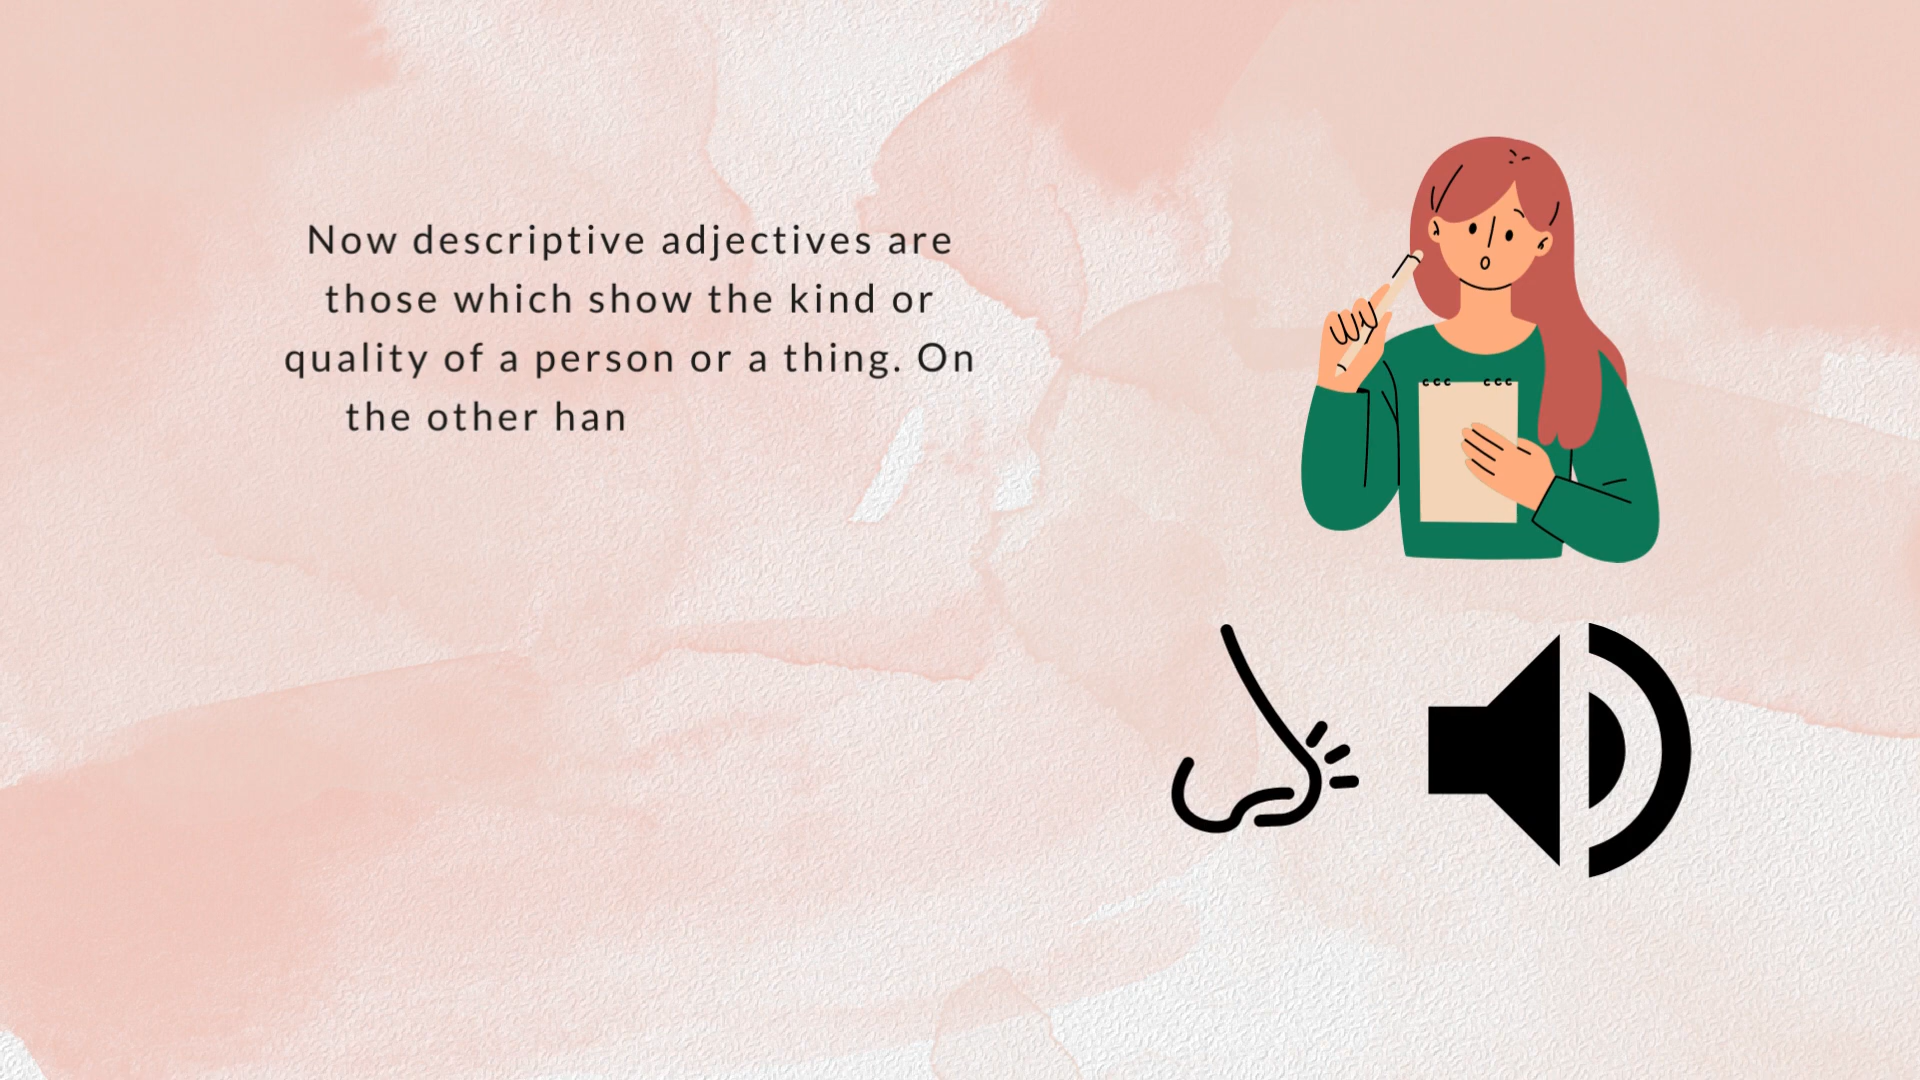 Now descriptive adjectives are
those which show the kind or
quality of a person or a thing. On
the other han